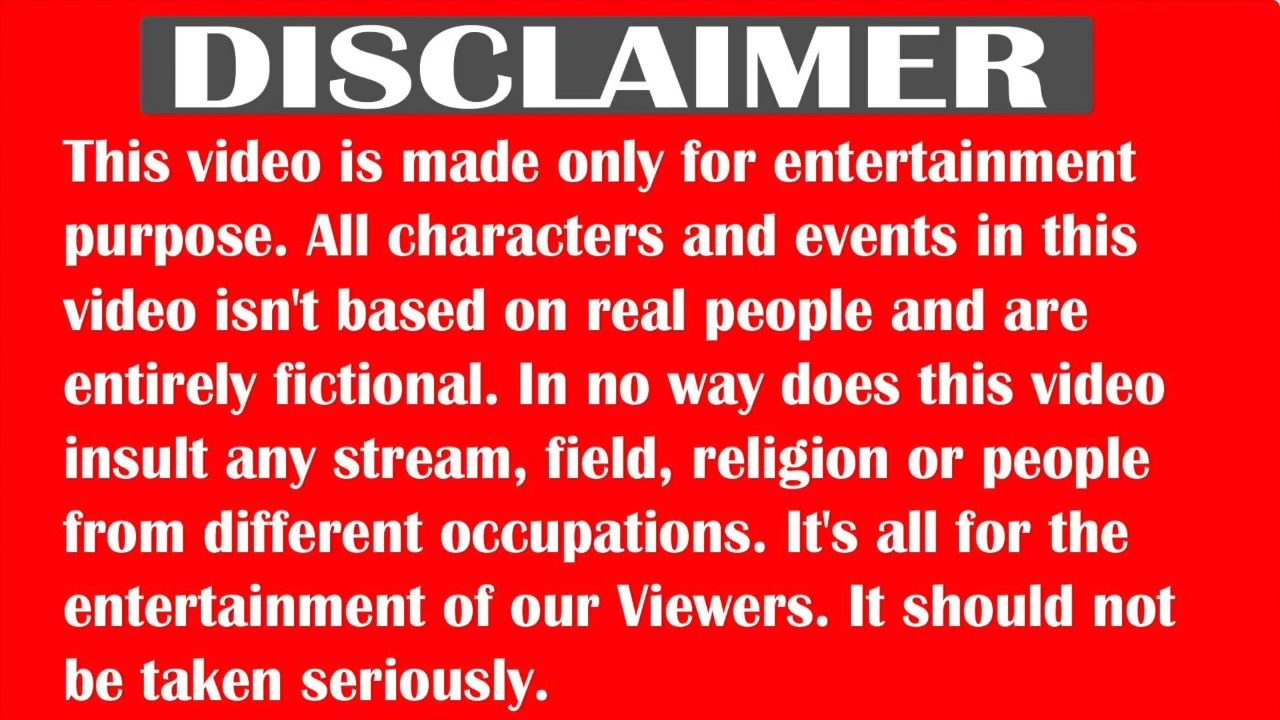 DISCLAIMER
This video is made only for entertainment
purpose. All characters and events in this
video isn't based on real people and are
entirely fictional. In no way does this video
insult any stream, field, religion or people
from different occupations. It's all for the
entertainment of our Viewers. It should not
be taken seriously.